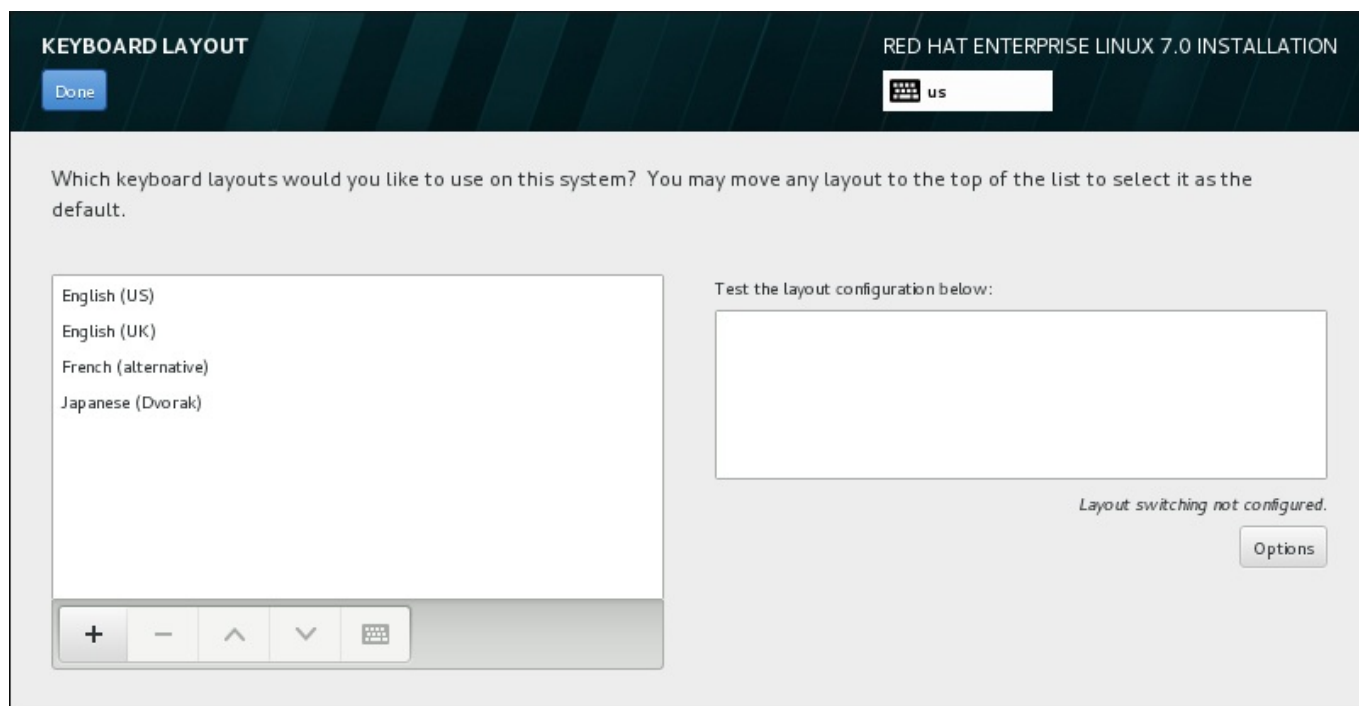 KEYBOARD LAYOUT
RED HAT ENTERPRISE LINUX 7.0 INSTALLATION
Done
us
Which keyboard layouts would you like to use on this system? You may move any layout to the top of the list to select it as the
default.
English (US)
English (UK)
French (alternative)
Japanese (Dvorak)
Test the layout configuration below:
Layout switching not configured.
Options